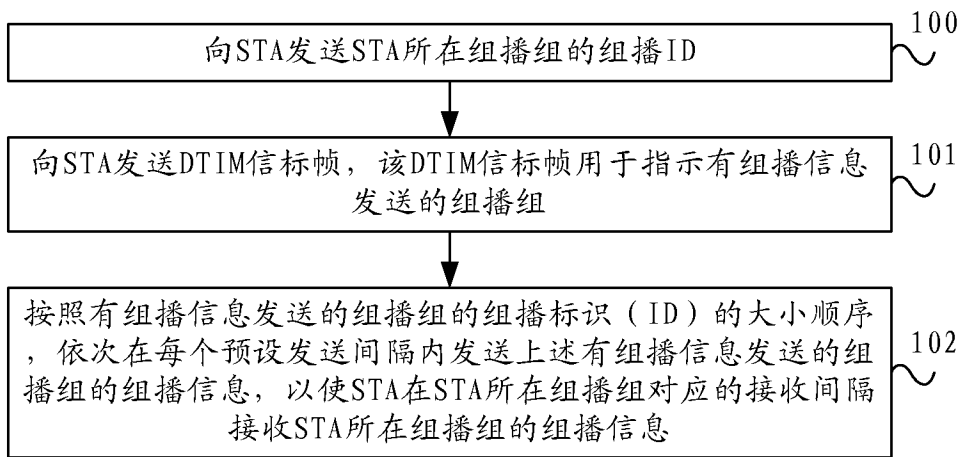 向STA发送STA所在组播组的组播ID
100
向STA发送DTIM信标帧，该DTIM信标帧用于指示有组播信息
发送的组播组
101
按照有组播信息发送的组播组的组播标识（ID）的大小顺序
，依次在每个预设发送间隔内发送上述有组播信息发送的组
播组的组播信息，以使STA在STA所在组播组对应的接收间隔
接收STA所在组播组的组播信息
102